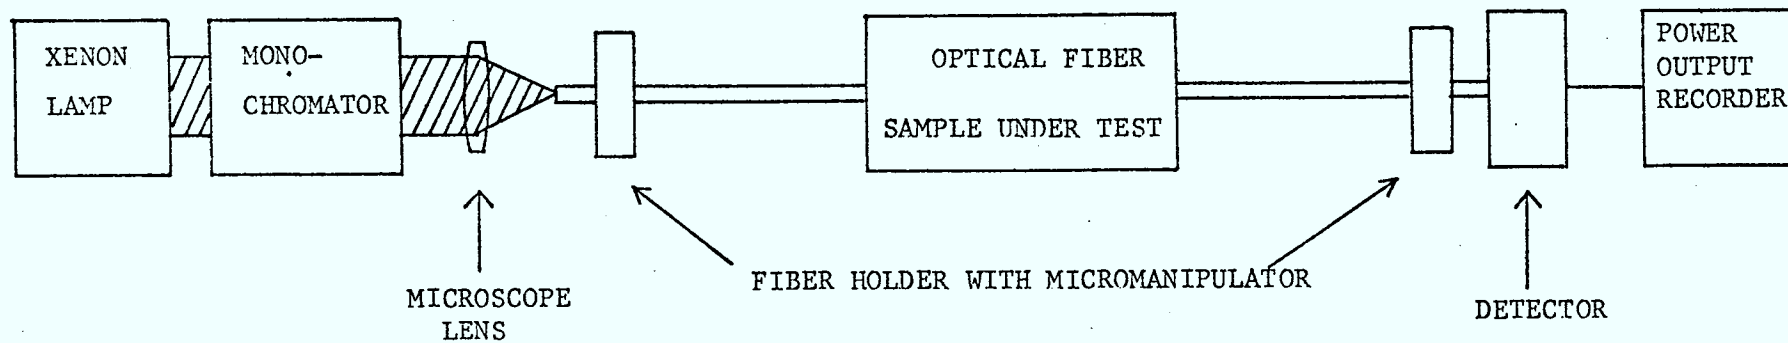 XENON
LAMP
MONO-
CHROMATOR
OPTICAL FIBER
SAMPLE UNDER TEST
POWER
OUTPUT
RECORDER
MICROSCOPE
LENS
FIBER HOLDER WITH MICROMANIPULATOR
DETECTOR